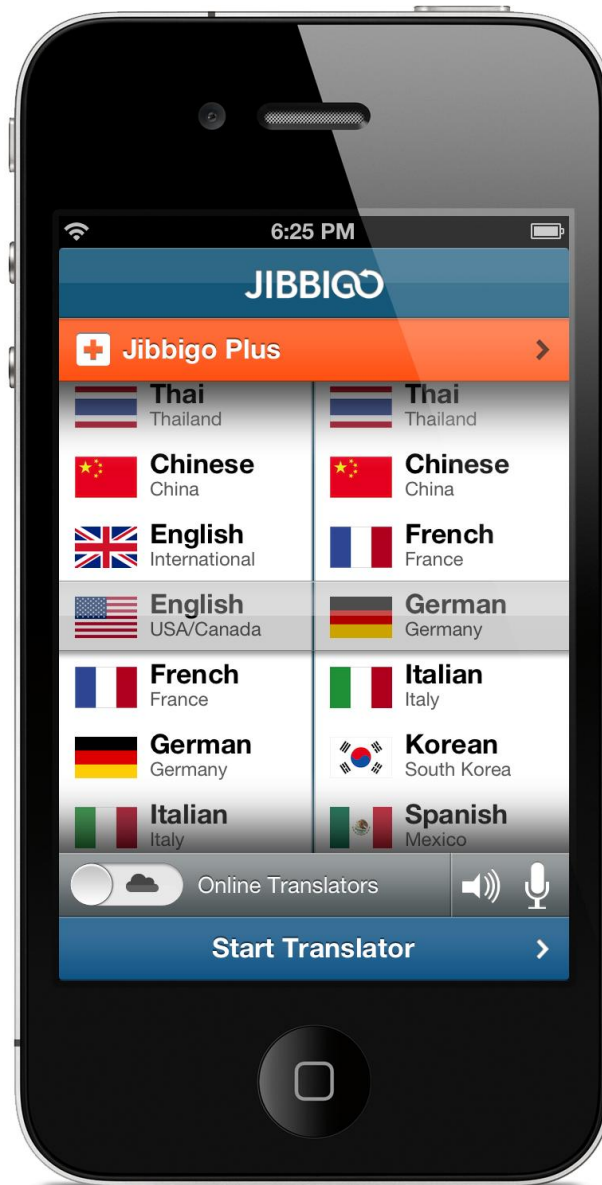 6:25 PM
JIBBIGO
Jibbigo Plus
Thai
Thailand
Chinese
China
English
International
English
USA/Canada
French
France
German
Germany
Italian
Italy
Thai
Thailand
Chinese
China
French
France
German
Germany
Italian
Italy
Korean
South Korea
Spanish
Mexico
Online Translators
Start Translator